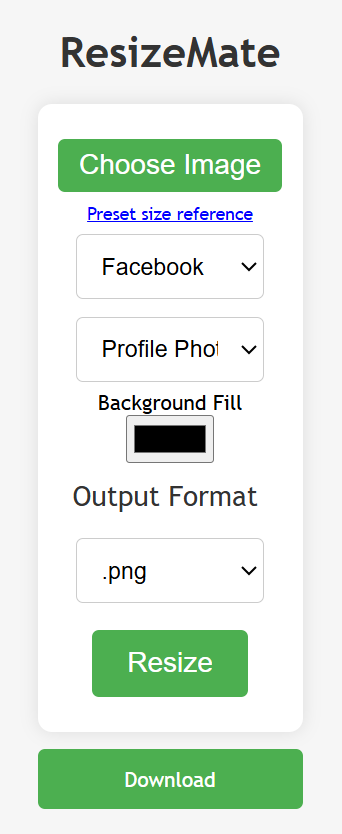 ResizeMate
Choose Image
Preset size reference
Facebook
Profile Phot
Background Fill
Output Format
.png
Resize
Download